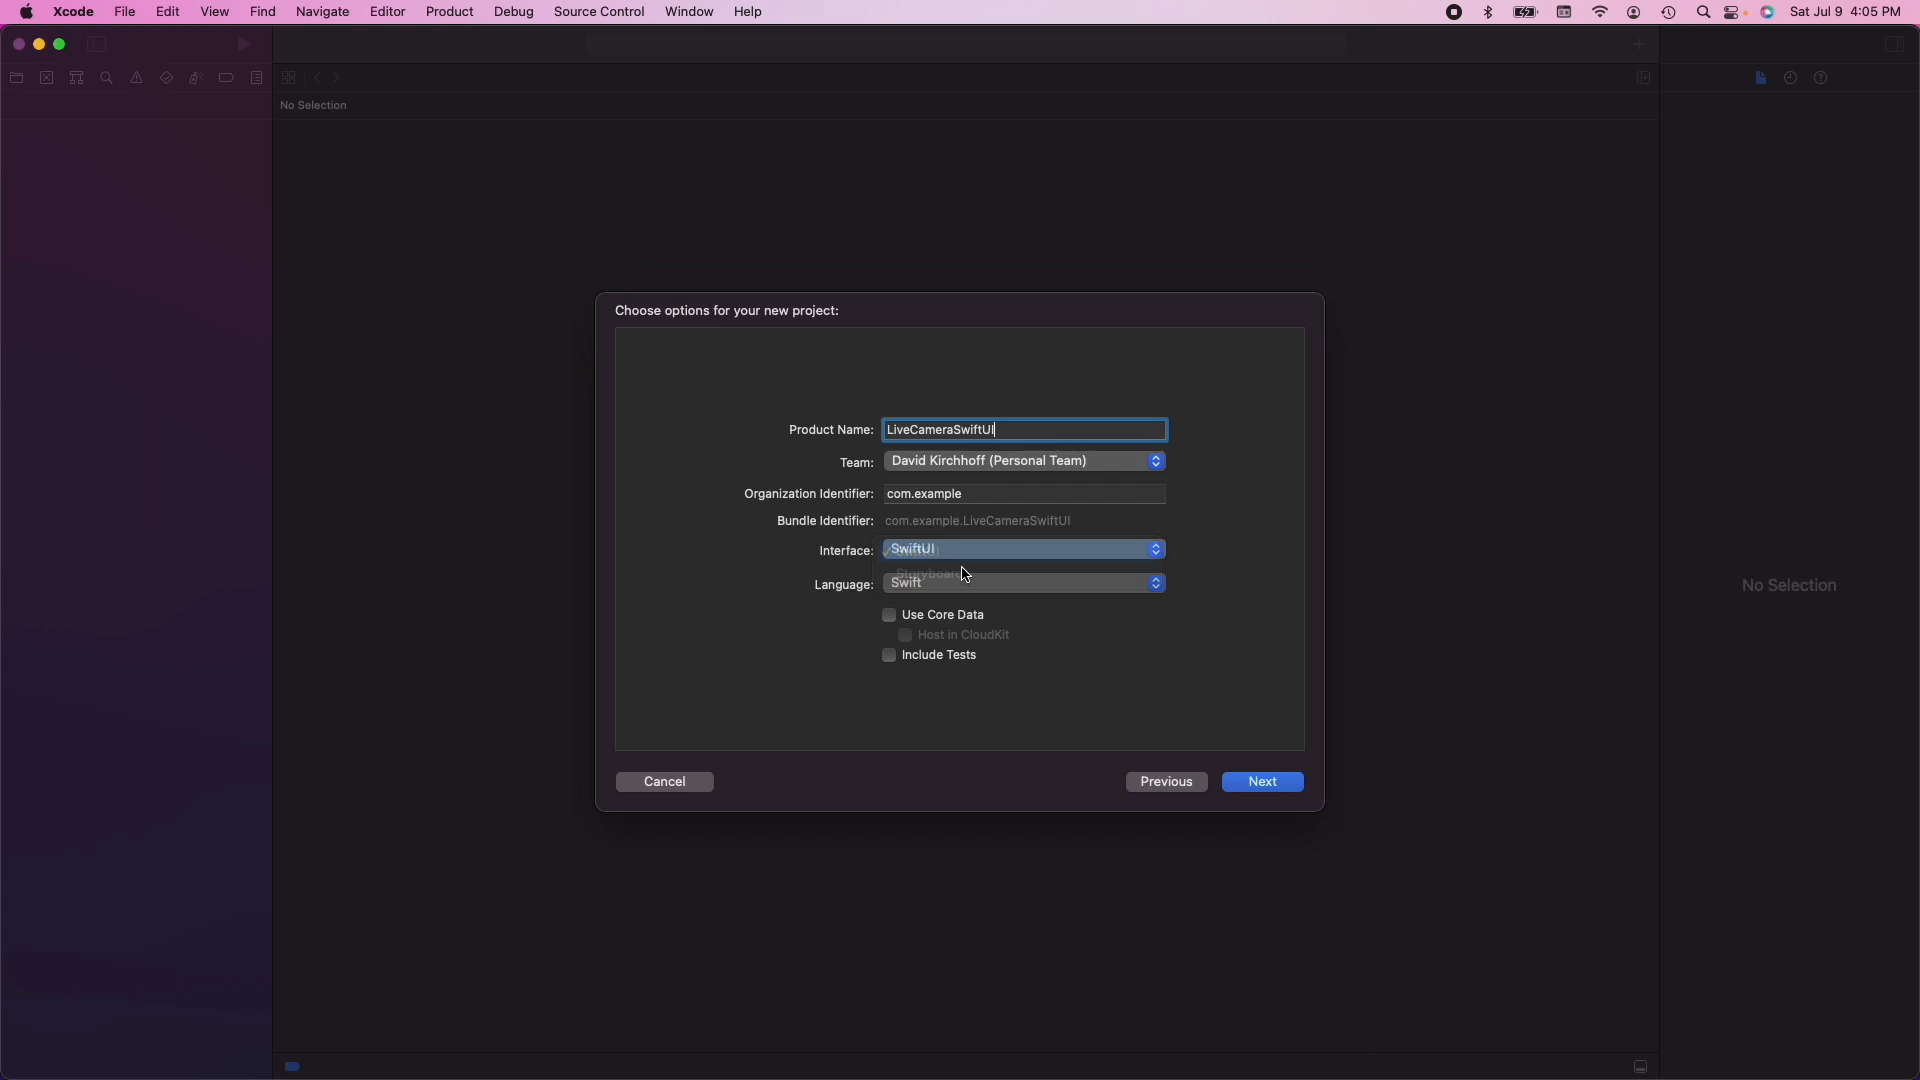 Xcode File Edit View Find Navigate Editor Product Debug Source Control Window Help Sat Jul 9 4:05 PM
No Selection
Choose options for your new project:
Product Name: LiveCameraSwiftUI
Team: David Kirchhoff (Personal Team)
Organization Identifier: com.example
Bundle Identifier: com.example.LiveCameraSwiftUI
Interface: SwiftUI
Storyboard
Language: Swift
No Selection
Use Core Data
Host in CloudKit
Include Tests
Cancel Previous Next